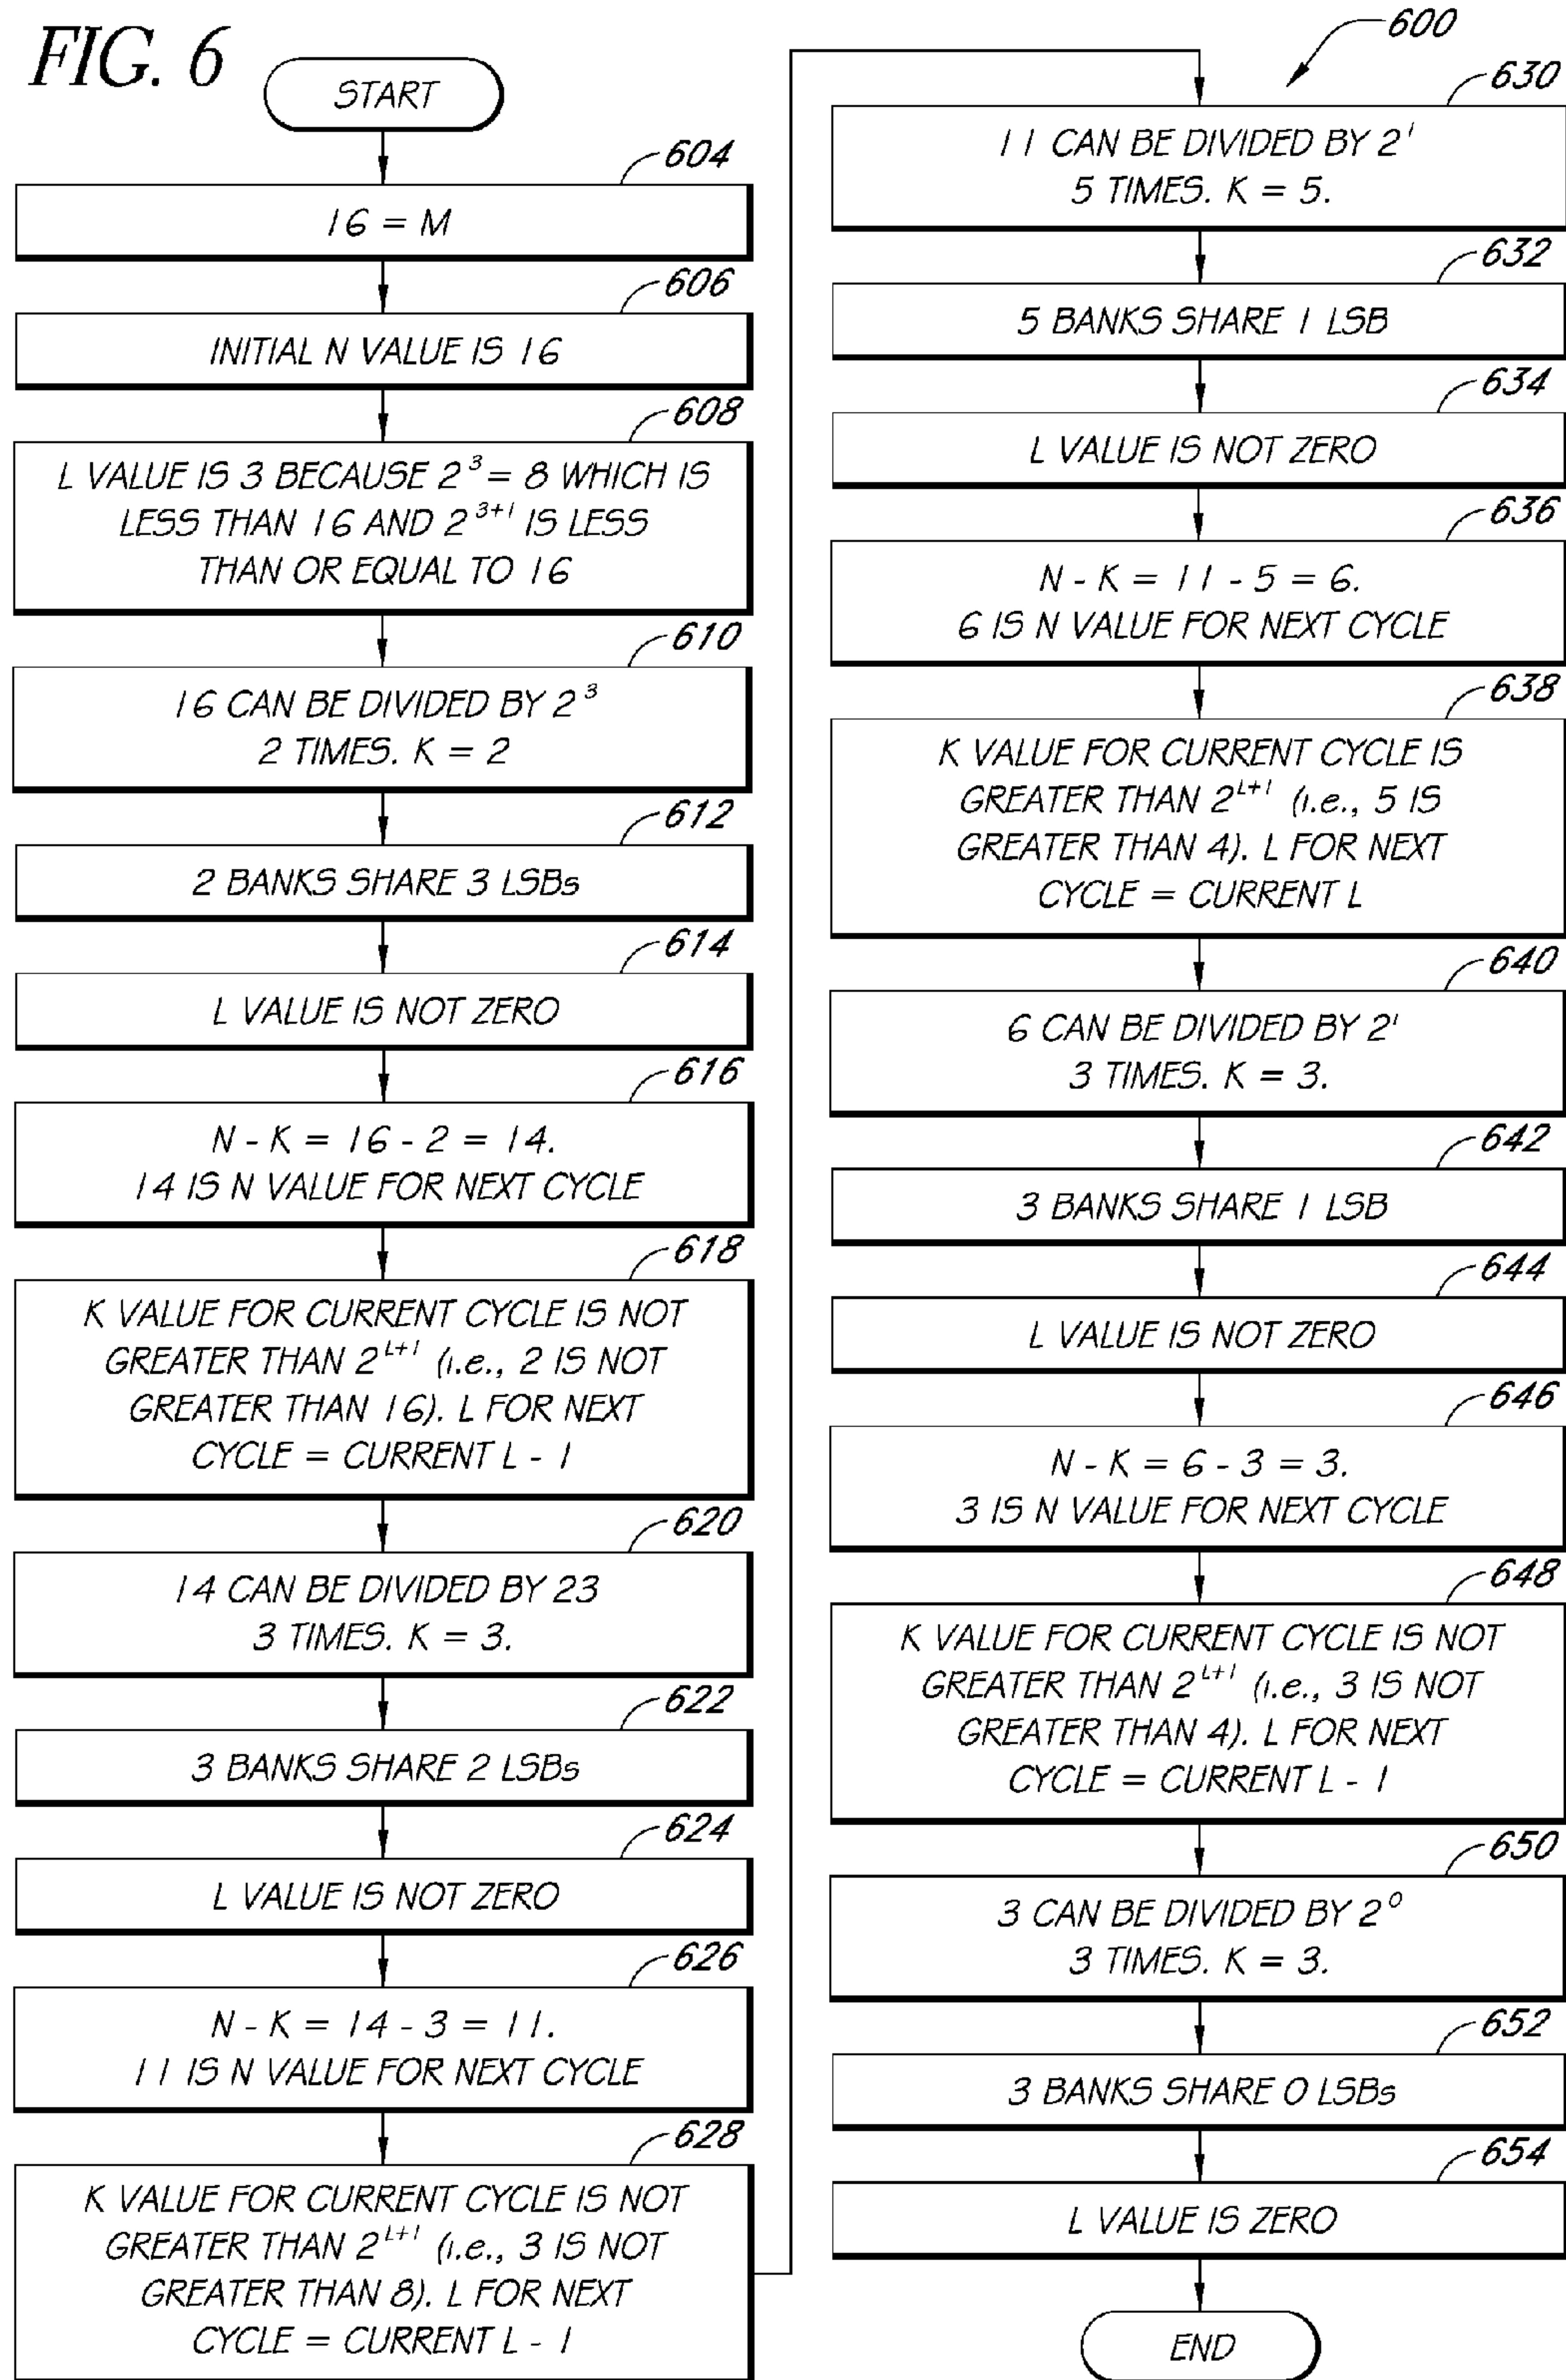 FIG. 6
START
604
16 = M
606
INITIAL N VALUE IS 16
608
L VALUE IS 3 BECAUSE 2³ = 8 WHICH IS
LESS THAN 16 AND 2³⁺¹ IS LESS
THAN OR EQUAL TO 16
610
16 CAN BE DIVIDED BY 2³
2 TIMES. K = 2
612
2 BANKS SHARE 3 LSBs
614
L VALUE IS NOT ZERO
616
N - K = 16 - 2 = 14.
14 IS N VALUE FOR NEXT CYCLE
618
K VALUE FOR CURRENT CYCLE IS NOT
GREATER THAN 2ᴸ⁺¹ (i.e., 2 IS NOT
GREATER THAN 16). L FOR NEXT
CYCLE = CURRENT L - 1
620
14 CAN BE DIVIDED BY 23
3 TIMES. K = 3.
622
3 BANKS SHARE 2 LSBs
624
L VALUE IS NOT ZERO
626
N - K = 14 - 3 = 11.
11 IS N VALUE FOR NEXT CYCLE
628
K VALUE FOR CURRENT CYCLE IS NOT
GREATER THAN 2ᴸ⁺¹ (i.e., 3 IS NOT
GREATER THAN 8). L FOR NEXT
CYCLE = CURRENT L - 1
600
630
11 CAN BE DIVIDED BY 2¹
5 TIMES. K = 5.
632
5 BANKS SHARE 1 LSB
634
L VALUE IS NOT ZERO
636
N - K = 11 - 5 = 6.
6 IS N VALUE FOR NEXT CYCLE
638
K VALUE FOR CURRENT CYCLE IS
GREATER THAN 2ᴸ⁺¹ (i.e., 5 IS
GREATER THAN 4). L FOR NEXT
CYCLE = CURRENT L
640
6 CAN BE DIVIDED BY 2¹
3 TIMES. K = 3.
642
3 BANKS SHARE 1 LSB
644
L VALUE IS NOT ZERO
646
N - K = 6 - 3 = 3.
3 IS N VALUE FOR NEXT CYCLE
648
K VALUE FOR CURRENT CYCLE IS NOT
GREATER THAN 2ᴸ⁺¹ (i.e., 3 IS NOT
GREATER THAN 4). L FOR NEXT
CYCLE = CURRENT L - 1
650
3 CAN BE DIVIDED BY 2⁰
3 TIMES. K = 3.
652
3 BANKS SHARE 0 LSBs
654
L VALUE IS ZERO
END